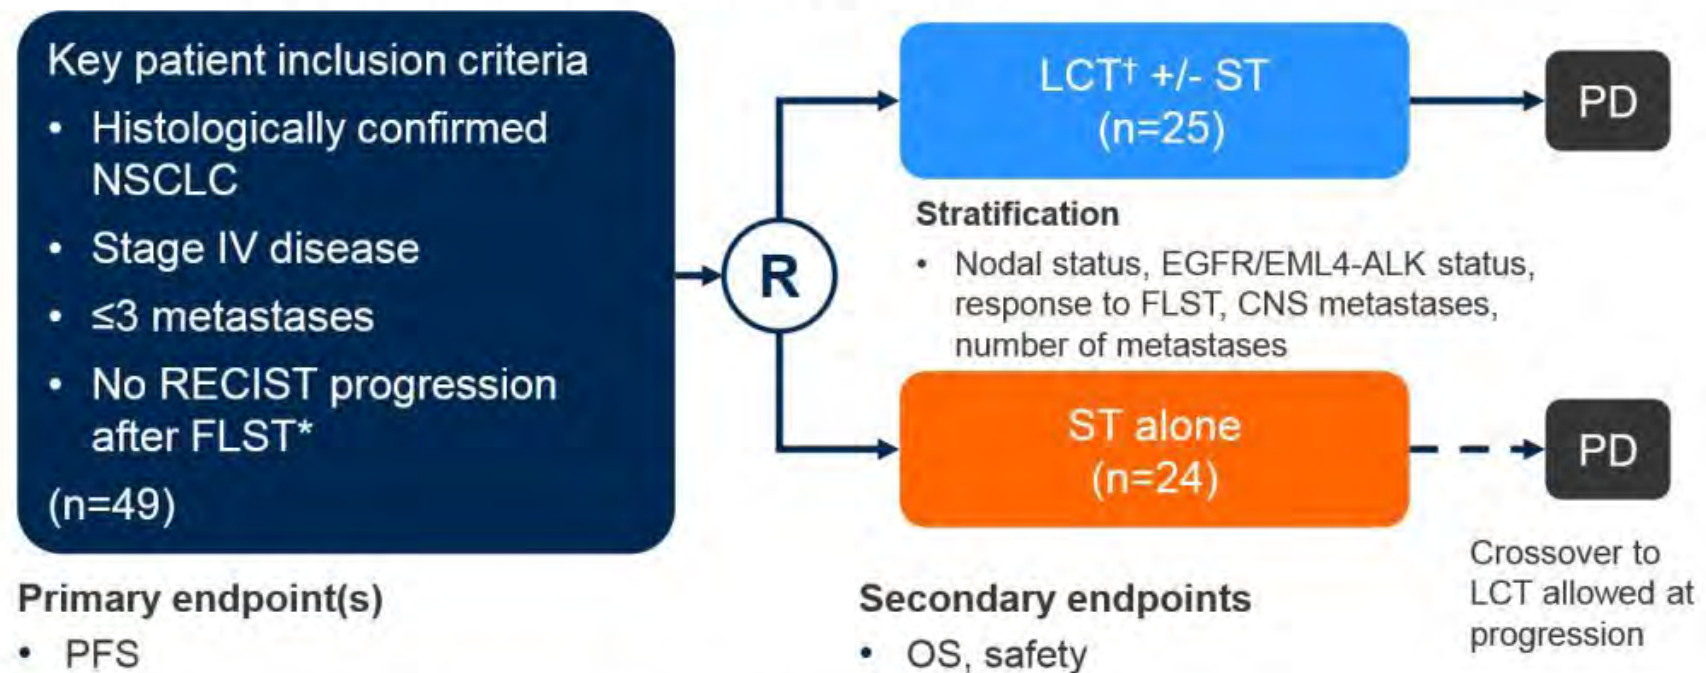 Key patient inclusion criteria
• Histologically confirmed
NSCLC
• Stage IV disease
• ≤3 metastases
• No RECIST progression
after FLST*
(n=49)
R
LCT† +/- ST
(n=25)
PD
Stratification
• Nodal status, EGFR/EML4-ALK status,
response to FLST, CNS metastases,
number of metastases
ST alone
(n=24)
PD
Crossover to
LCT allowed at
progression
Primary endpoint(s)
• PFS
Secondary endpoints
• OS, safety